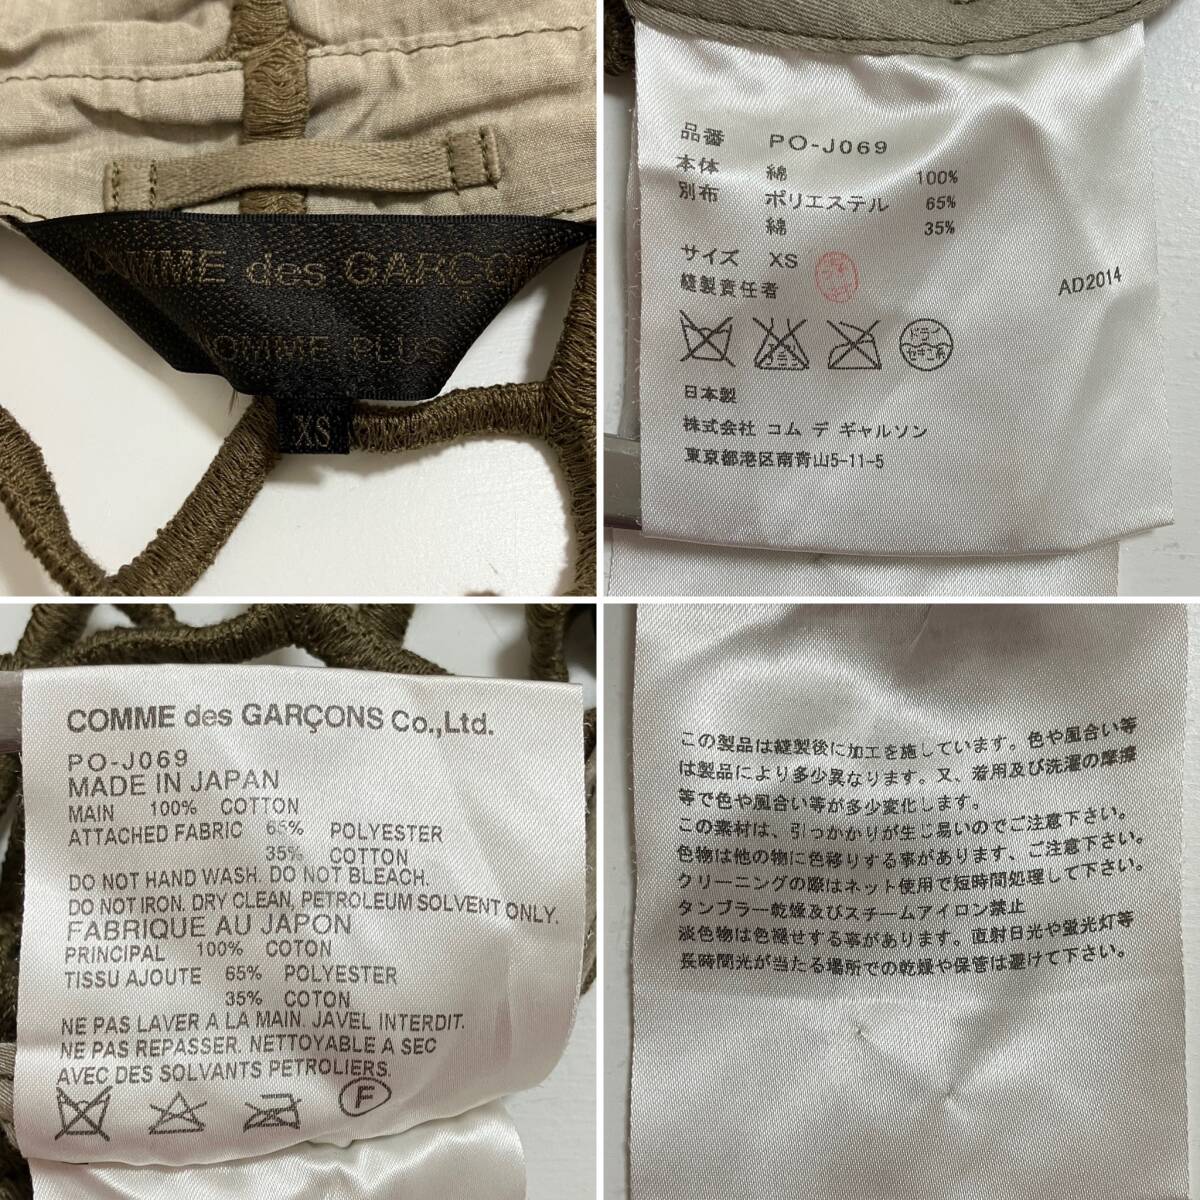 COMME des GARÇON
HOMME PLUS
XS
品番 PO-J069
本体 綿 100%
別布 ポリエステル 65%
綿 35%
サイズ XS
縫製責任者
AD2014
ドライ
セキユ系
日本製
株式会社 コム デ ギャルソン
東京都港区南青山5-11-5
COMME des GARÇONS Co.,Ltd.
PO-J069
MADE IN JAPAN
MAIN 100% COTTON
ATTACHED FABRIC 65% POLYESTER
35% COTTON
DO NOT HAND WASH. DO NOT BLEACH.
DO NOT IRON. DRY CLEAN, PETROLEUM SOLVENT ONLY.
FABRIQUE AU JAPON
PRINCIPAL 100% COTON
TISSU AJOUTE 65% POLYESTER
35% COTON
NE PAS LAVER A LA MAIN. JAVEL INTERDIT.
NE PAS REPASSER. NETTOYABLE A SEC
AVEC DES SOLVANTS PETROLIERS.
F
この製品は縫製後に加工を施しています。色や風合い等
は製品により多少異なります。又、着用及び洗濯の摩擦
等で色や風合い等が多少変化します。
この素材は、引っかかりが生じ易いのでご注意下さい。
色物は他の物に色移りする事があります、ご注意下さい。
クリーニングの際はネット使用で短時間処理して下さい。
タンブラー乾燥及びスチームアイロン禁止
淡色物は色褪せする事があります。直射日光や蛍光灯等
長時間光が当たる場所での乾燥や保管は避けて下さい。